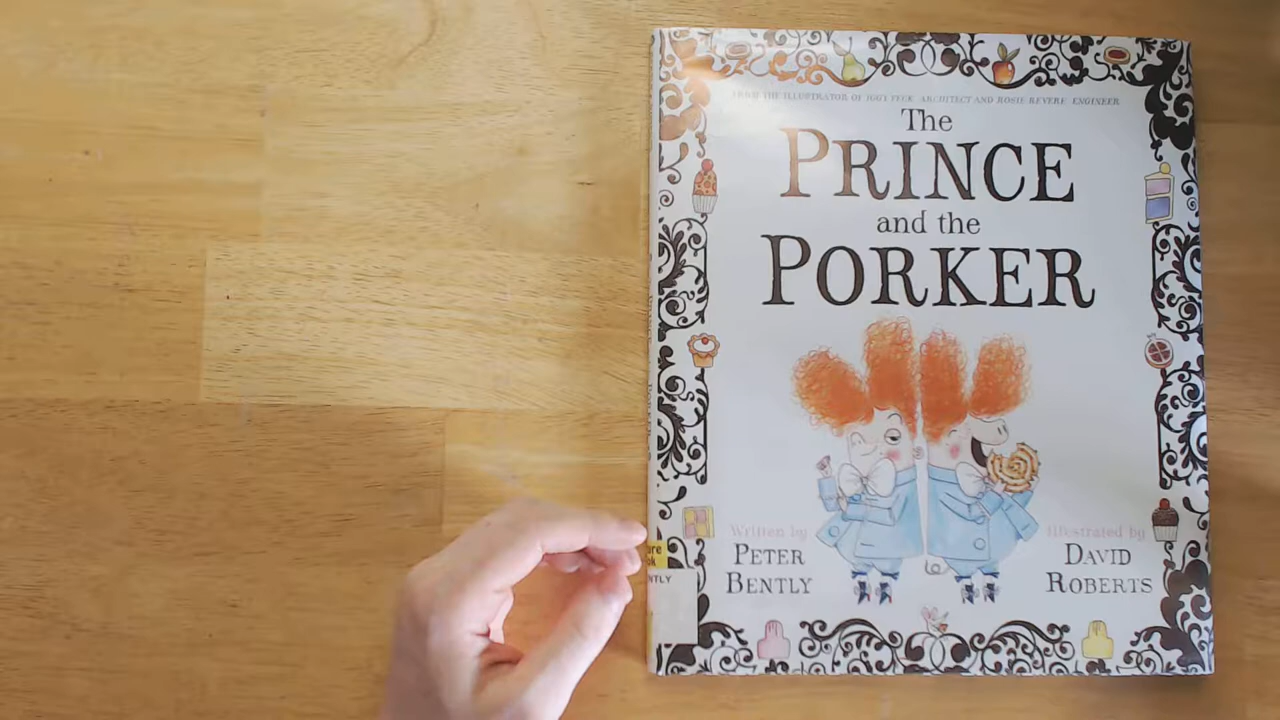 FROM THE ILLUSTRATOR OF IGGY PECK ARCHITECT AND ROSIE REVERE ENGINEER
The
PRINCE
and the
PORKER
Written by
PETER
BENTLY
Illustrated by
DAVID
ROBERTS
NTLY